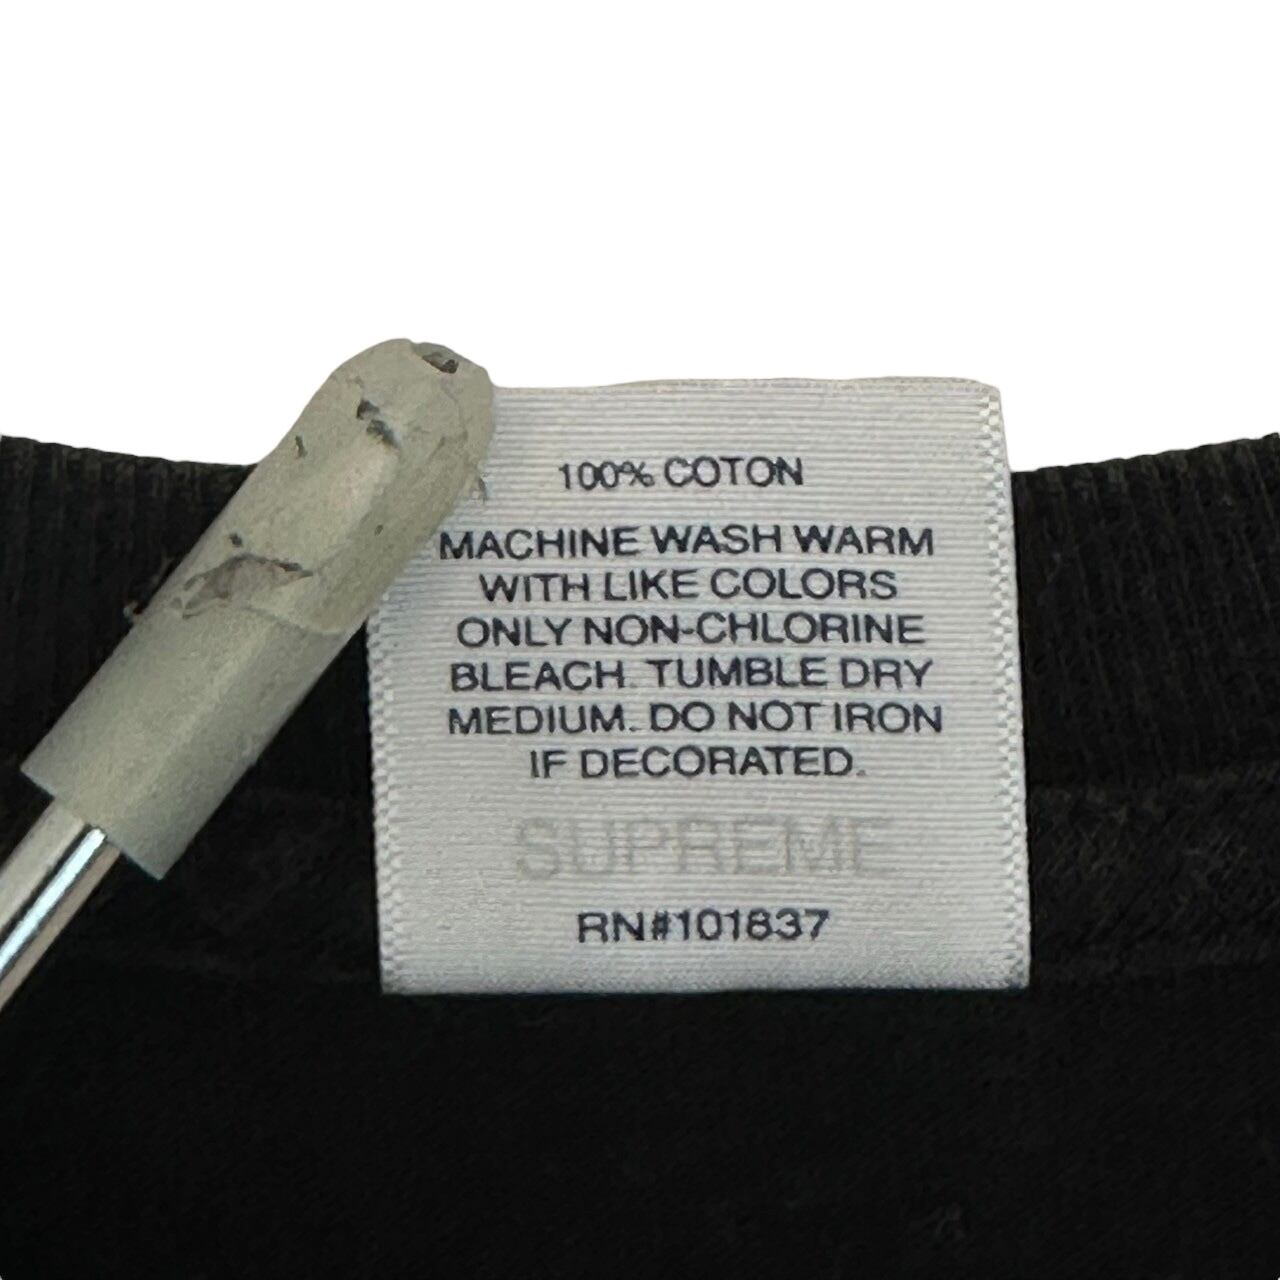 100% COTON
MACHINE WASH WARM
WITH LIKE COLORS
ONLY NON-CHLORINE
BLEACH. TUMBLE DRY
MEDIUM. DO NOT IRON
IF DECORATED.
SUPREME
RN#101837